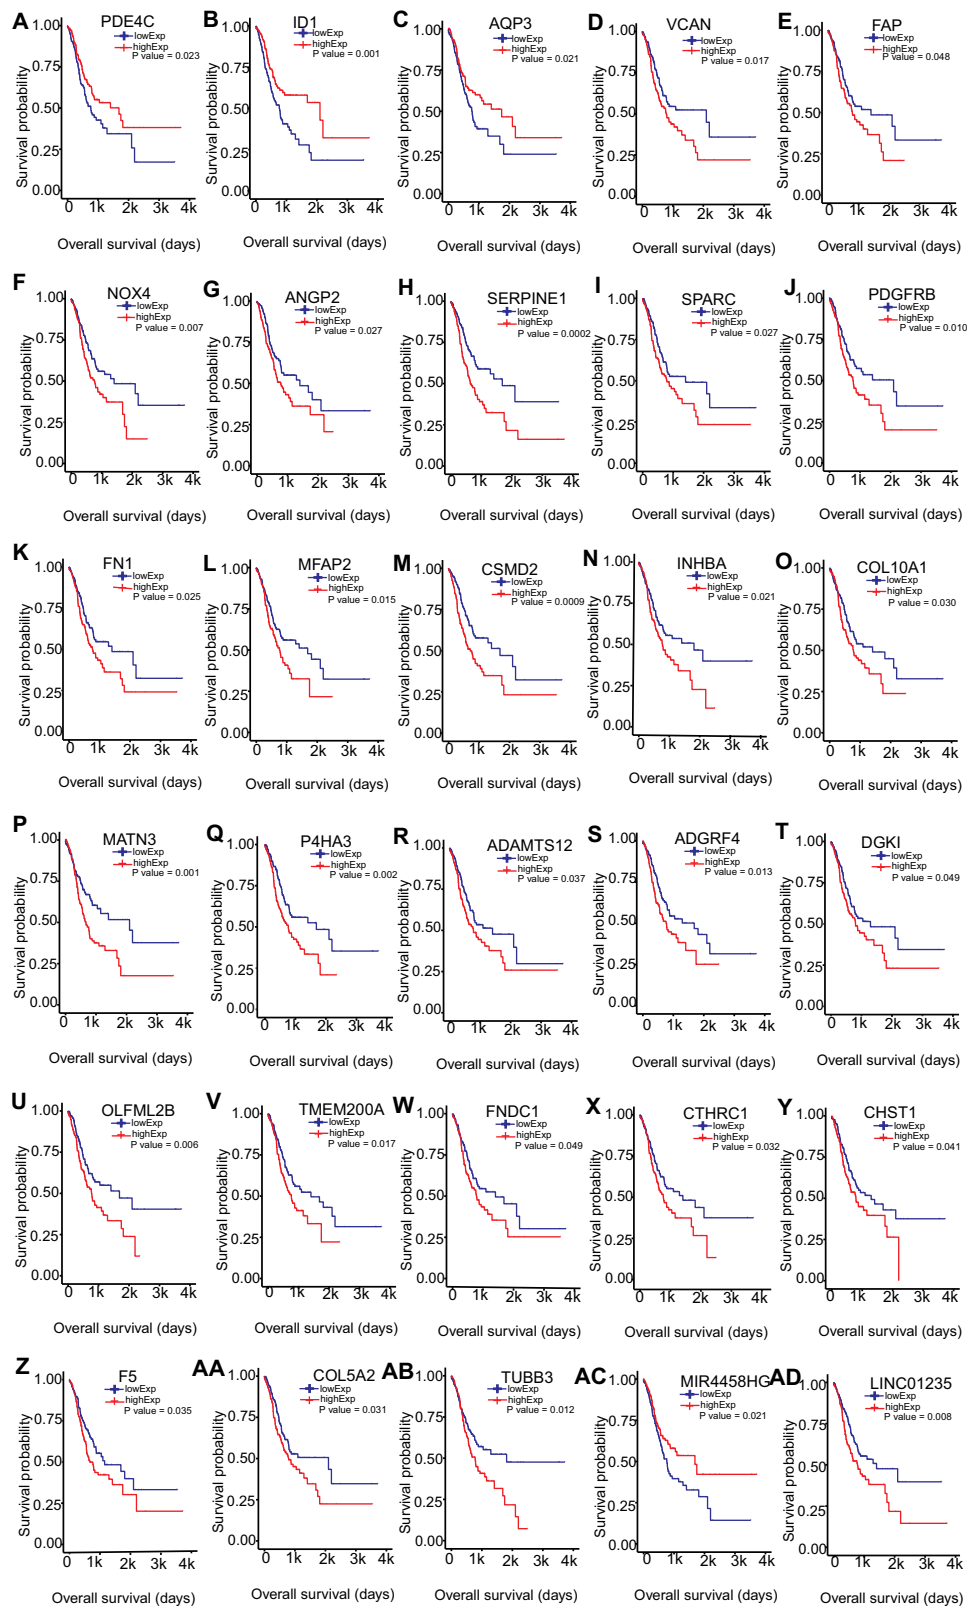 A
PDE4C
lowExp
highExp
P value = 0.023
Survival probability
1.00
0.75
0.50
0.25
0.00
0 1k 2k 3k 4k
Overall survival (days)
B
ID1
lowExp
highExp
P value = 0.001
Survival probability
1.00
0.75
0.50
0.25
0.00
0 1k 2k 3k 4k
Overall survival (days)
C
AQP3
lowExp
highExp
P value = 0.021
Survival probability
1.00
0.75
0.50
0.25
0.00
0 1k 2k 3k 4k
Overall survival (days)
D
VCAN
lowExp
highExp
P value = 0.017
Survival probability
1.00
0.75
0.50
0.25
0.00
0 1k 2k 3k 4k
Overall survival (days)
E
FAP
lowExp
highExp
P value = 0.048
Survival probability
1.00
0.75
0.50
0.25
0.00
0 1k 2k 3k 4k
Overall survival (days)
F
NOX4
lowExp
highExp
P value = 0.007
Survival probability
1.00
0.75
0.50
0.25
0.00
0 1k 2k 3k 4k
Overall survival (days)
G
ANGP2
lowExp
highExp
P value = 0.027
Survival probability
1.00
0.75
0.50
0.25
0.00
0 1k 2k 3k 4k
Overall survival (days)
H
SERPINE1
lowExp
highExp
P value = 0.0002
Survival probability
1.00
0.75
0.50
0.25
0.00
0 1k 2k 3k 4k
Overall survival (days)
I
SPARC
lowExp
highExp
P value = 0.027
Survival probability
1.00
0.75
0.50
0.25
0.00
0 1k 2k 3k 4k
Overall survival (days)
J
PDGFRB
lowExp
highExp
P value = 0.010
Survival probability
1.00
0.75
0.50
0.25
0.00
0 1k 2k 3k 4k
Overall survival (days)
K
FN1
lowExp
highExp
P value = 0.025
Survival probability
1.00
0.75
0.50
0.25
0.00
0 1k 2k 3k 4k
Overall survival (days)
L
MFAP2
lowExp
highExp
P value = 0.015
Survival probability
1.00
0.75
0.50
0.25
0.00
0 1k 2k 3k 4k
Overall survival (days)
M
CSMD2
lowExp
highExp
P value = 0.0009
Survival probability
1.00
0.75
0.50
0.25
0.00
0 1k 2k 3k 4k
Overall survival (days)
N
INHBA
lowExp
highExp
P value = 0.021
Survival probability
1.00
0.75
0.50
0.25
0.00
0 1k 2k 3k 4k
Overall survival (days)
O
COL10A1
lowExp
highExp
P value = 0.030
Survival probability
1.00
0.75
0.50
0.25
0.00
0 1k 2k 3k 4k
Overall survival (days)
P
MATN3
lowExp
highExp
P value = 0.001
Survival probability
1.00
0.75
0.50
0.25
0.00
0 1k 2k 3k 4k
Overall survival (days)
Q
P4HA3
lowExp
highExp
P value = 0.002
Survival probability
1.00
0.75
0.50
0.25
0.00
0 1k 2k 3k 4k
Overall survival (days)
R
ADAMTS12
lowExp
highExp
P value = 0.037
Survival probability
1.00
0.75
0.50
0.25
0.00
0 1k 2k 3k 4k
Overall survival (days)
S
ADGRF4
lowExp
highExp
P value = 0.013
Survival probability
1.00
0.75
0.50
0.25
0.00
0 1k 2k 3k 4k
Overall survival (days)
T
DGKI
lowExp
highExp
P value = 0.049
Survival probability
1.00
0.75
0.50
0.25
0.00
0 1k 2k 3k 4k
Overall survival (days)
U
OLFML2B
lowExp
highExp
P value = 0.006
Survival probability
1.00
0.75
0.50
0.25
0.00
0 1k 2k 3k 4k
Overall survival (days)
V
TMEM200A
lowExp
highExp
P value = 0.017
Survival probability
1.00
0.75
0.50
0.25
0.00
0 1k 2k 3k 4k
Overall survival (days)
W
FNDC1
lowExp
highExp
P value = 0.049
Survival probability
1.00
0.75
0.50
0.25
0.00
0 1k 2k 3k 4k
Overall survival (days)
X
CTHRC1
lowExp
highExp
P value = 0.032
Survival probability
1.00
0.75
0.50
0.25
0.00
0 1k 2k 3k 4k
Overall survival (days)
Y
CHST1
lowExp
highExp
P value = 0.041
Survival probability
1.00
0.75
0.50
0.25
0.00
0 1k 2k 3k 4k
Overall survival (days)
Z
F5
lowExp
highExp
P value = 0.035
Survival probability
1.00
0.75
0.50
0.25
0.00
0 1k 2k 3k 4k
Overall survival (days)
AA
COL5A2
lowExp
highExp
P value = 0.031
Survival probability
1.00
0.75
0.50
0.25
0.00
0 1k 2k 3k 4k
Overall survival (days)
AB
TUBB3
lowExp
highExp
P value = 0.012
Survival probability
1.00
0.75
0.50
0.25
0.00
0 1k 2k 3k 4k
Overall survival (days)
AC
MIR4458HG
lowExp
highExp
P value = 0.021
Survival probability
1.00
0.75
0.50
0.25
0.00
0 1k 2k 3k 4k
Overall survival (days)
AD
LINC01235
lowExp
highExp
P value = 0.008
Survival probability
1.00
0.75
0.50
0.25
0.00
0 1k 2k 3k 4k
Overall survival (days)